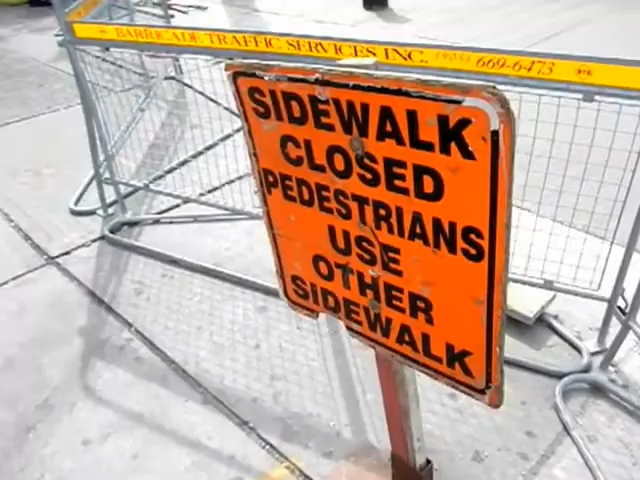 BARRICADE TRAFFIC SERVICES INC. (905) 669-6473
SIDEWALK
CLOSED
PEDESTRIANS
USE
OTHER
SIDEWALK